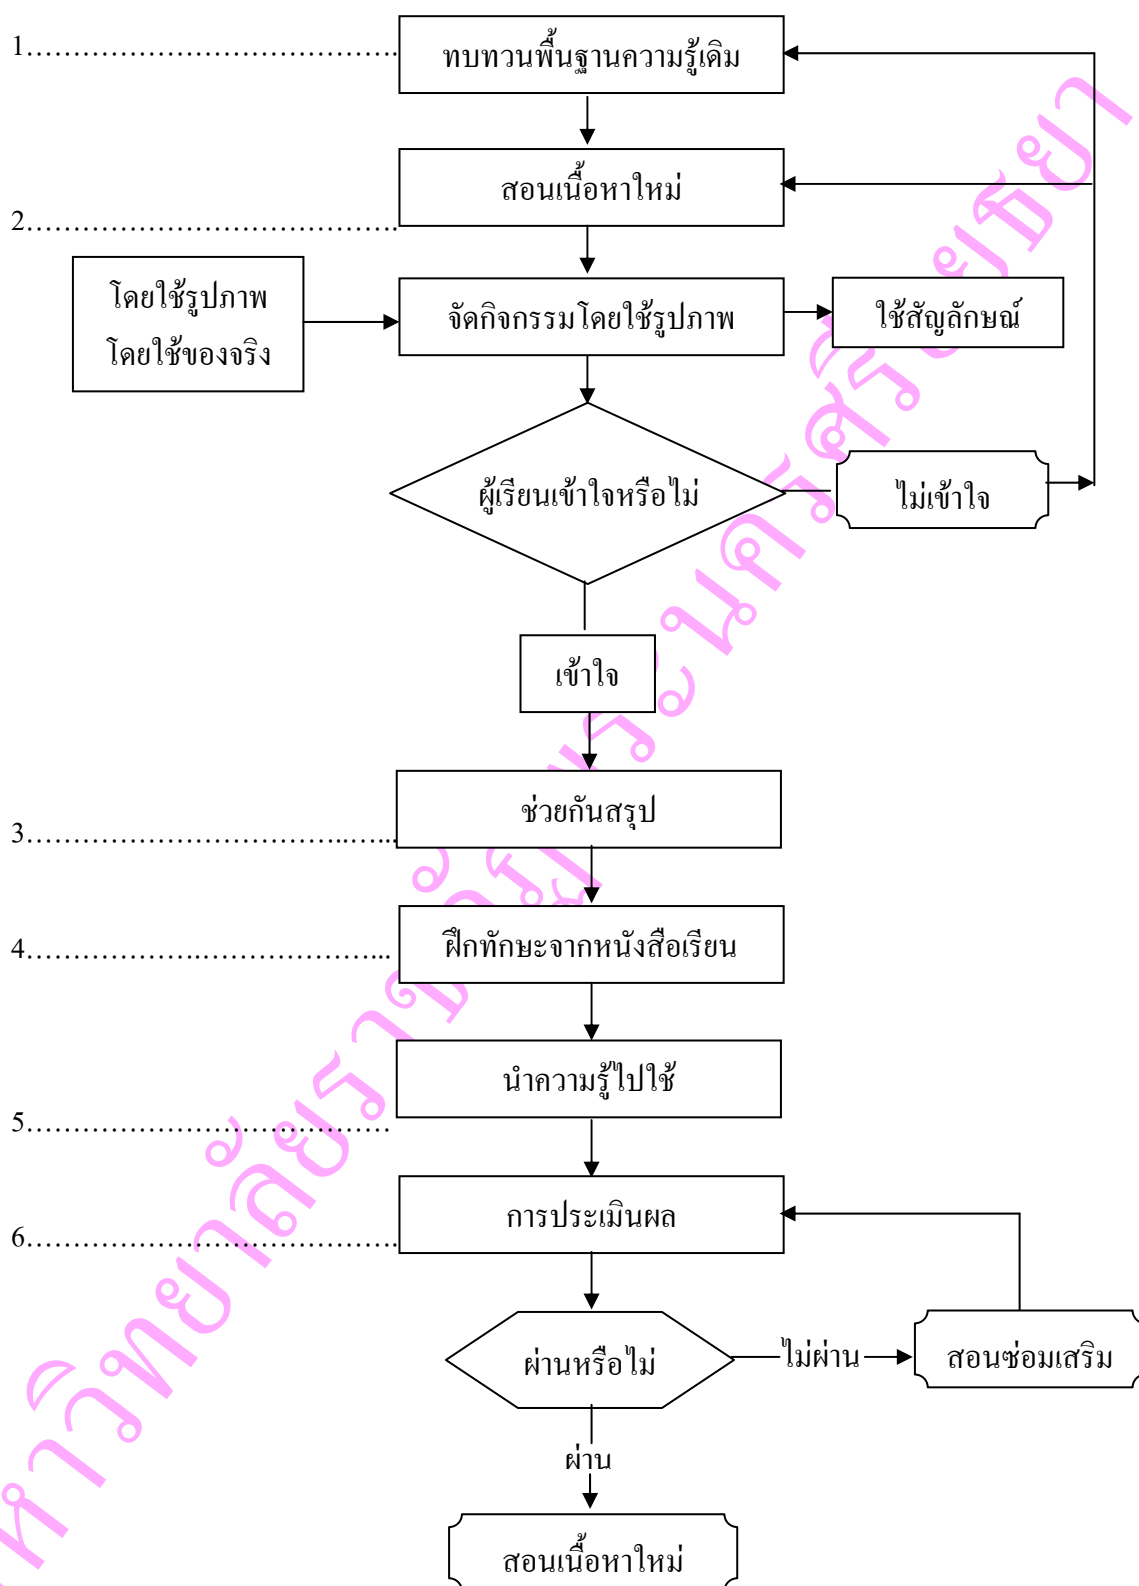 1…………………………………….
ทบทวนพื้นฐานความรู้เดิม
สอนเนื้อหาใหม่
2…………………………………….
โดยใช้รูปภาพ
โดยใช้ของจริง
จัดกิจกรรมโดยใช้รูปภาพ
ใช้สัญลักษณ์
ผู้เรียนเข้าใจหรือไม่
ไม่เข้าใจ
เข้าใจ
ช่วยกันสรุป
3……………………………..…...
ฝึกทักษะจากหนังสือเรียน
4………………..………………...
นำความรู้ไปใช้
5……………………………………
การประเมินผล
6…………………………………….
ผ่านหรือไม่
ไม่ผ่าน
สอนซ่อมเสริม
ผ่าน
สอนเนื้อหาใหม่